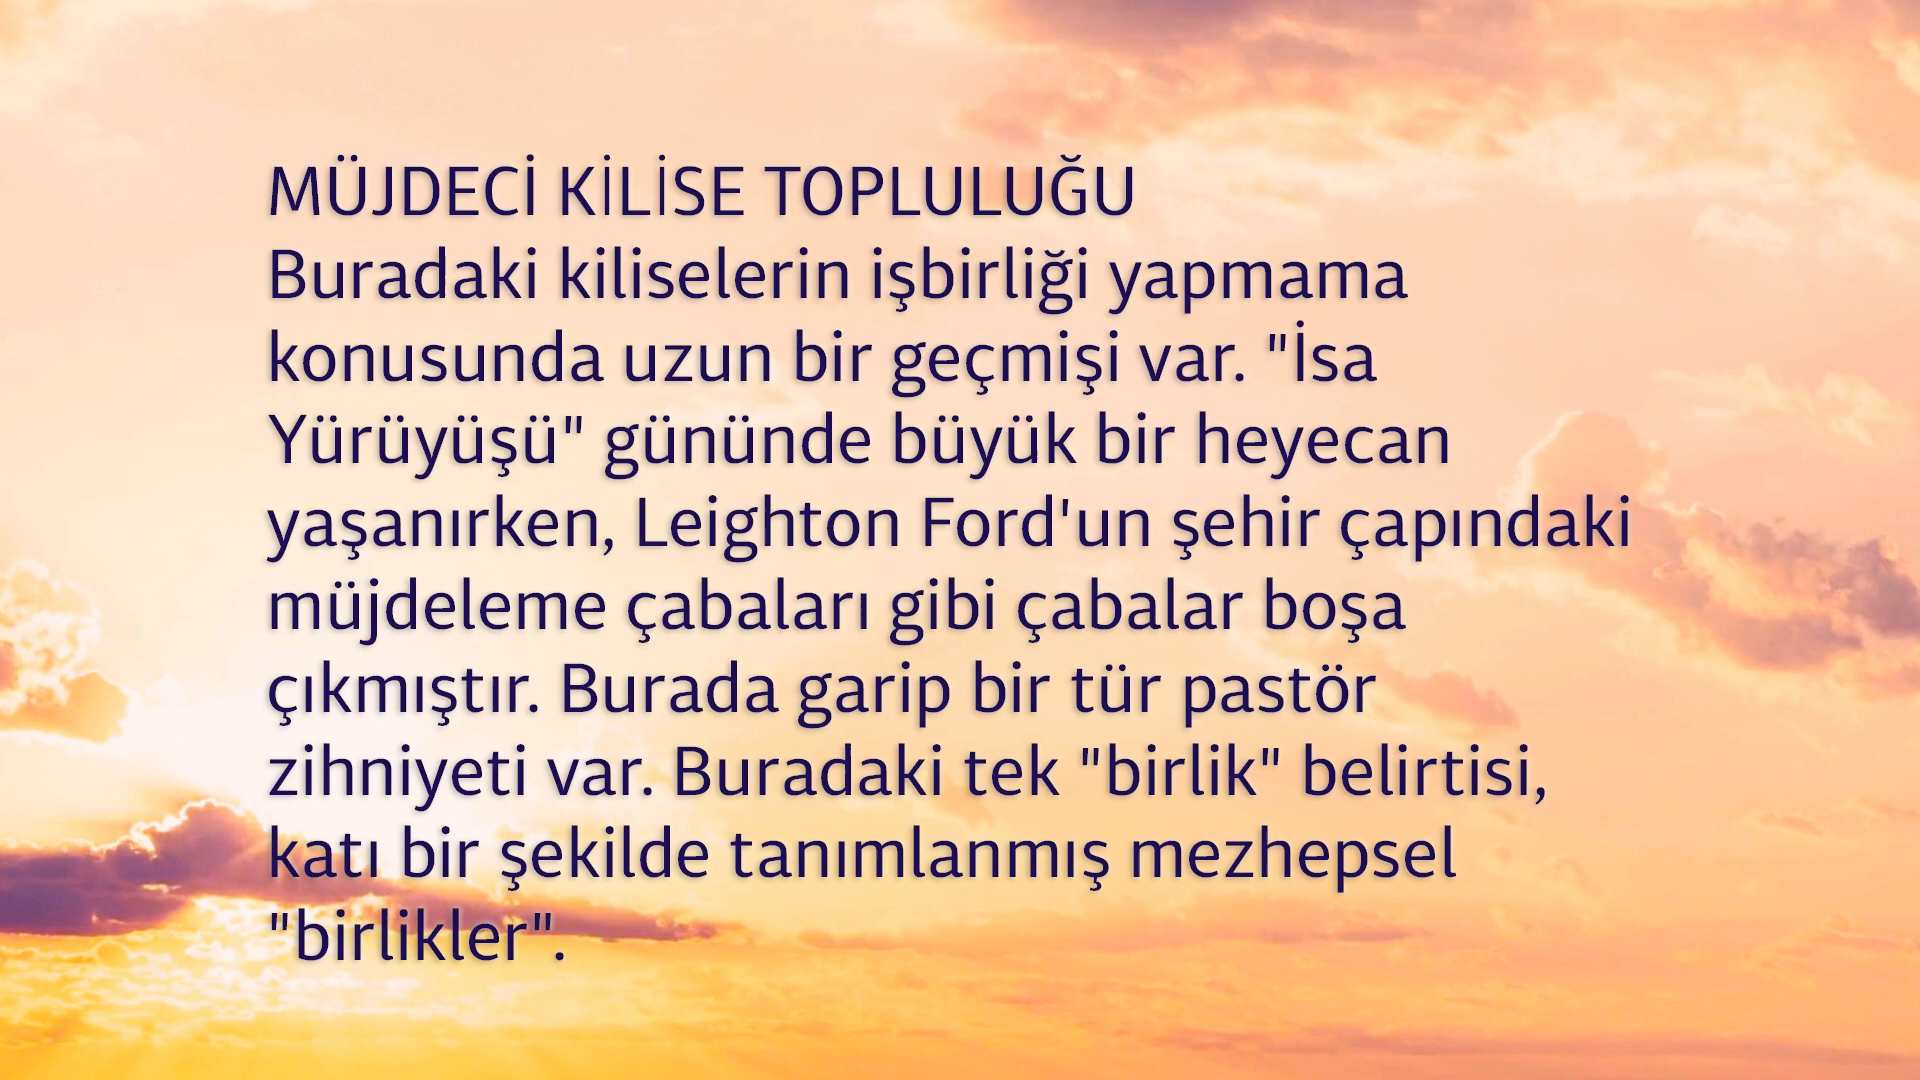 MÜJDECİ KİLİSE TOPLULUĞU
Buradaki kiliselerin işbirliği yapmama
konusunda uzun bir geçmişi var. "İsa
Yürüyüşü" gününde büyük bir heyecan
yaşanırken, Leighton Ford'un şehir çapındaki
müjdeleme çabaları gibi çabalar boşa
çıkmıştır. Burada garip bir tür pastör
zihniyeti var. Buradaki tek "birlik" belirtisi,
katı bir şekilde tanımlanmış mezhepsel
"birlikler".